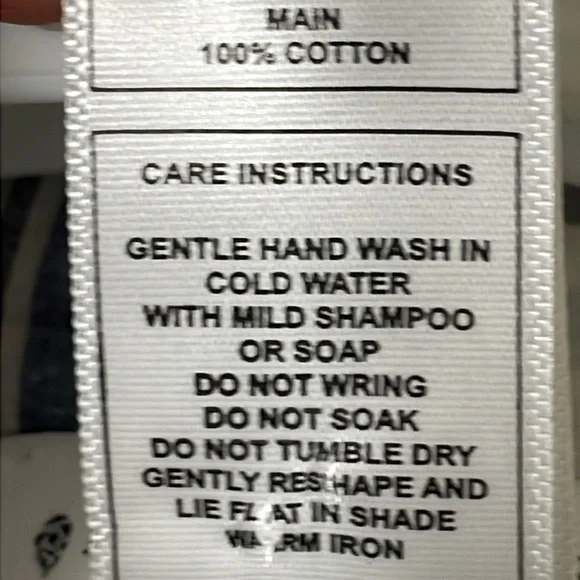 MAIN
100% COTTON
CARE INSTRUCTIONS
GENTLE HAND WASH IN
COLD WATER
WITH MILD SHAMPOO
OR SOAP
DO NOT WRING
DO NOT SOAK
DO NOT TUMBLE DRY
GENTLY RESHAPE AND
LIE FLAT IN SHADE
WARM IRON